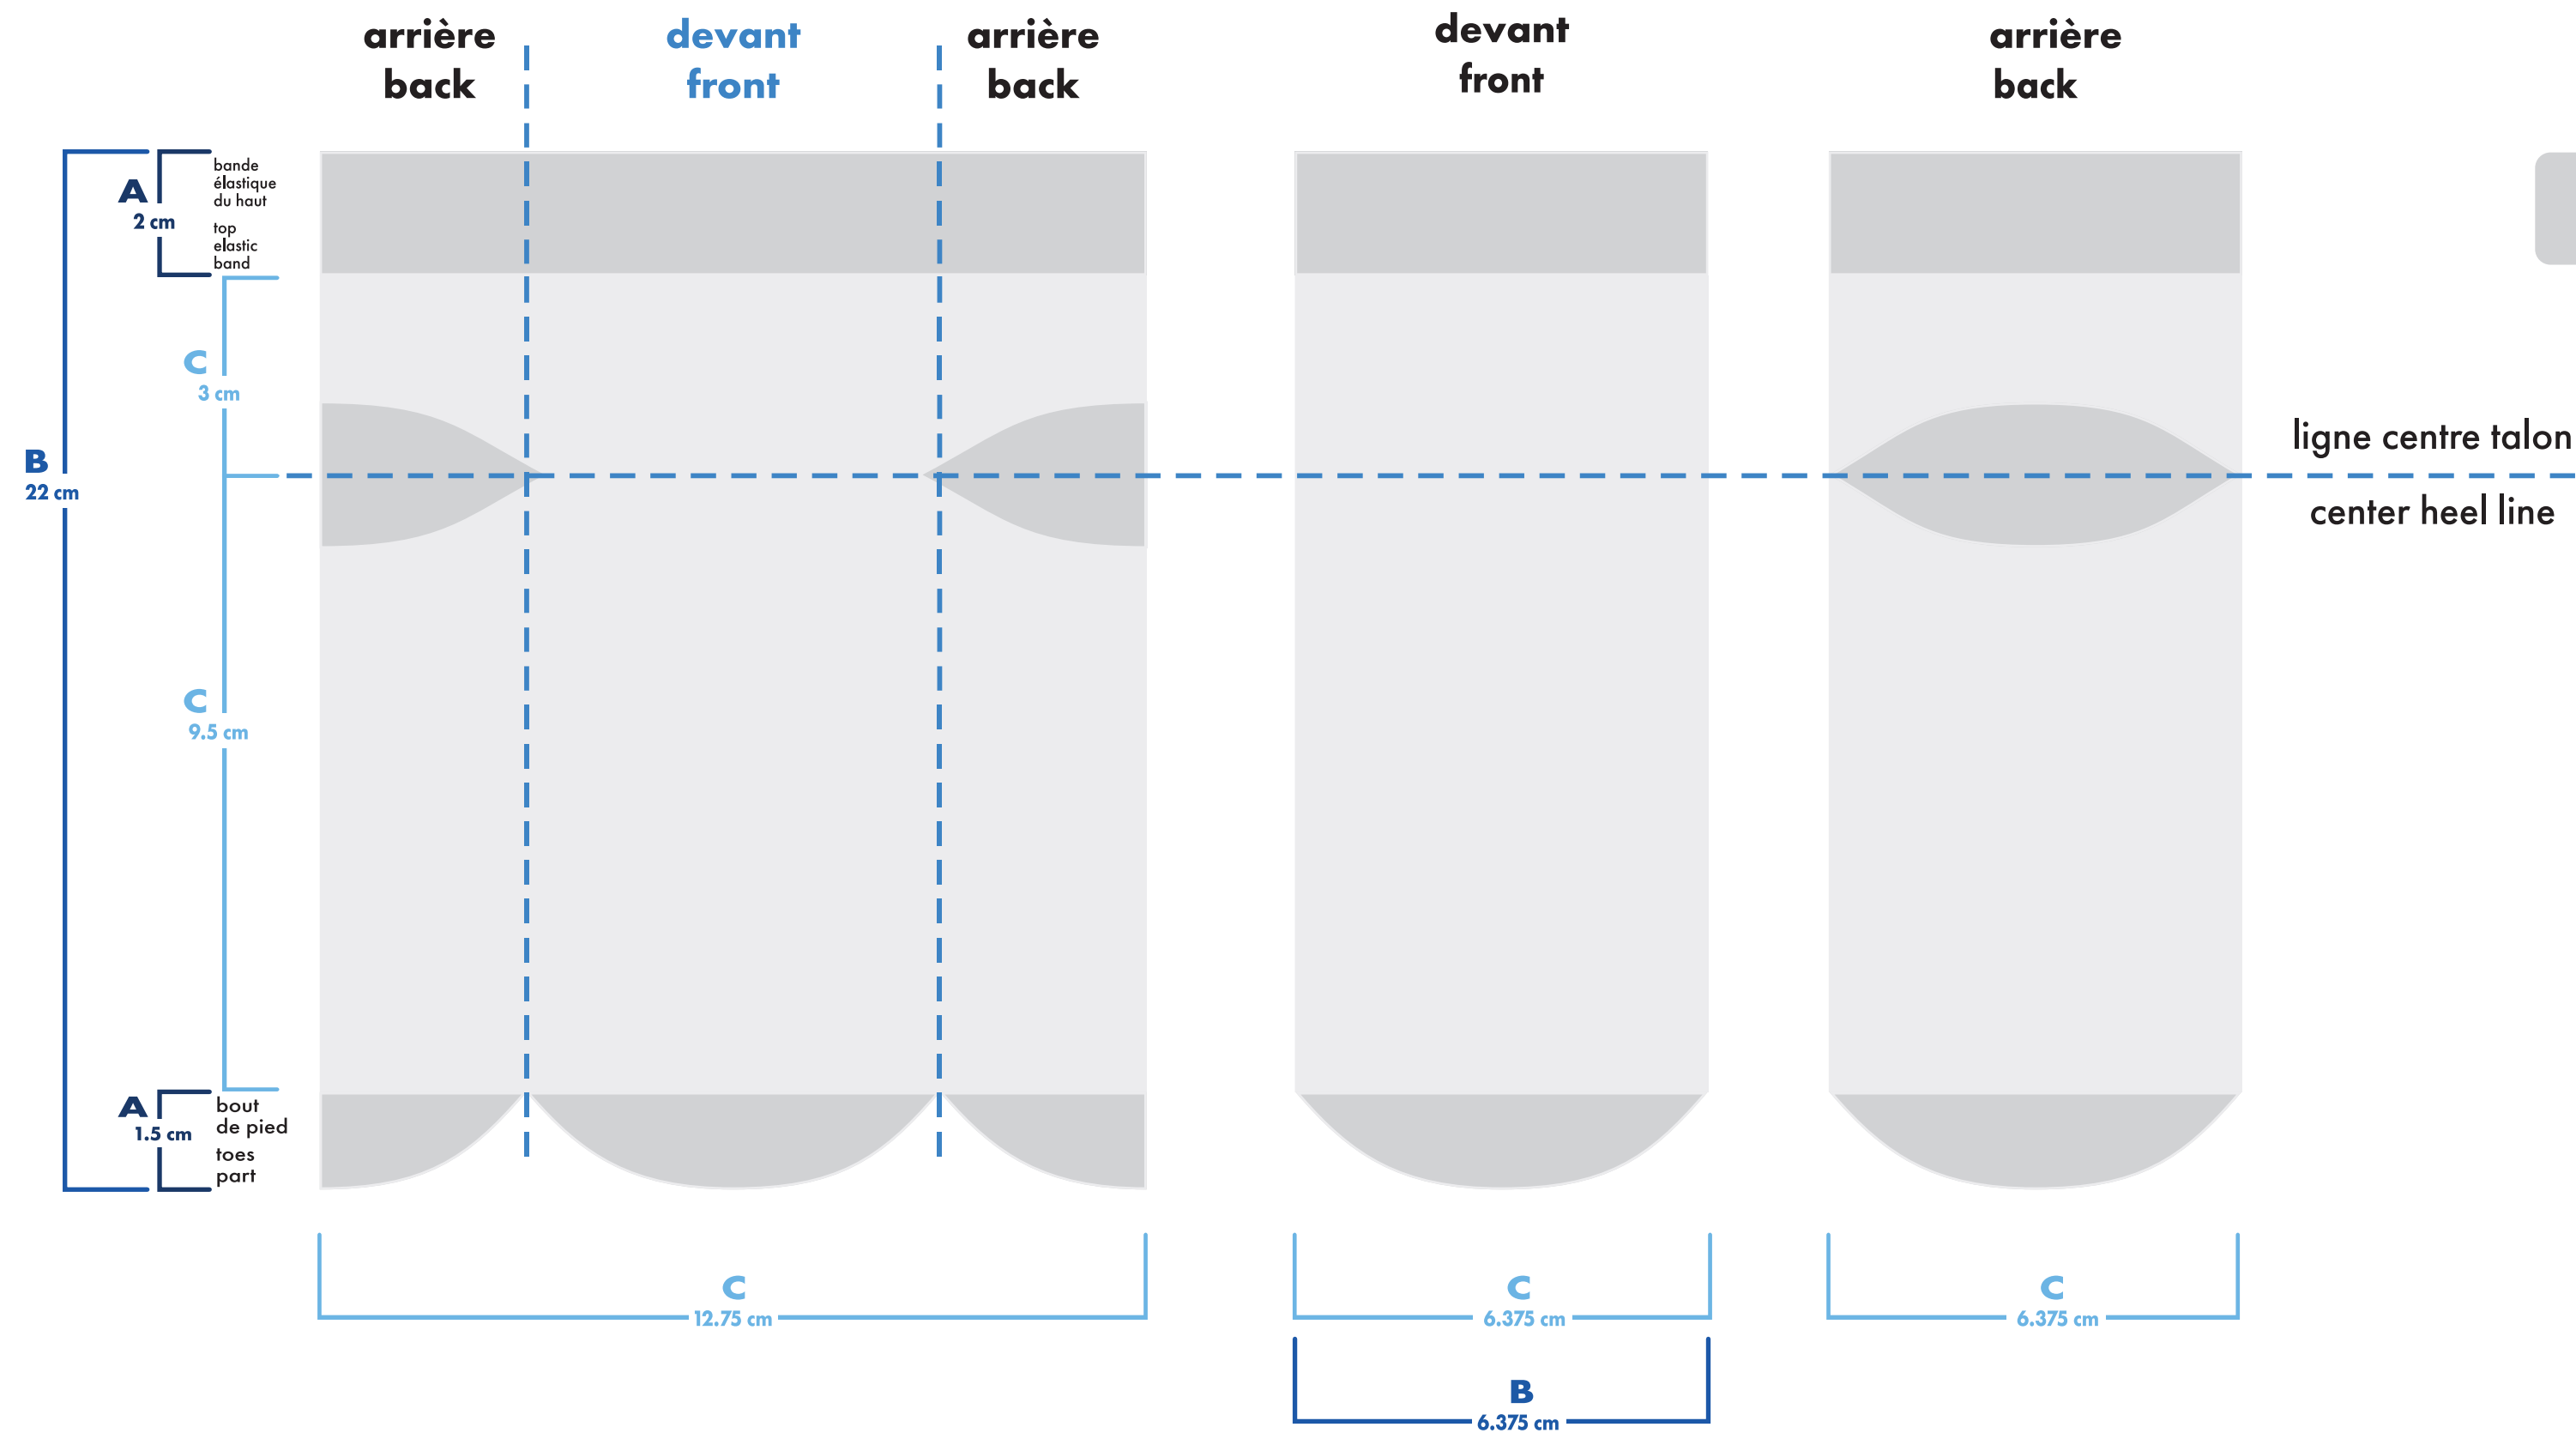 arrière
back
devant
front
arrière
back
devant
front
arrière
back
A
2 cm
bande
élastique
du haut
top
elastic
band
C
3 cm
B
22 cm
ligne centre talon
center heel line
C
9.5 cm
A
1.5 cm
bout
de pied
toes
part
C
12.75 cm
C
6.375 cm
C
6.375 cm
B
6.375 cm